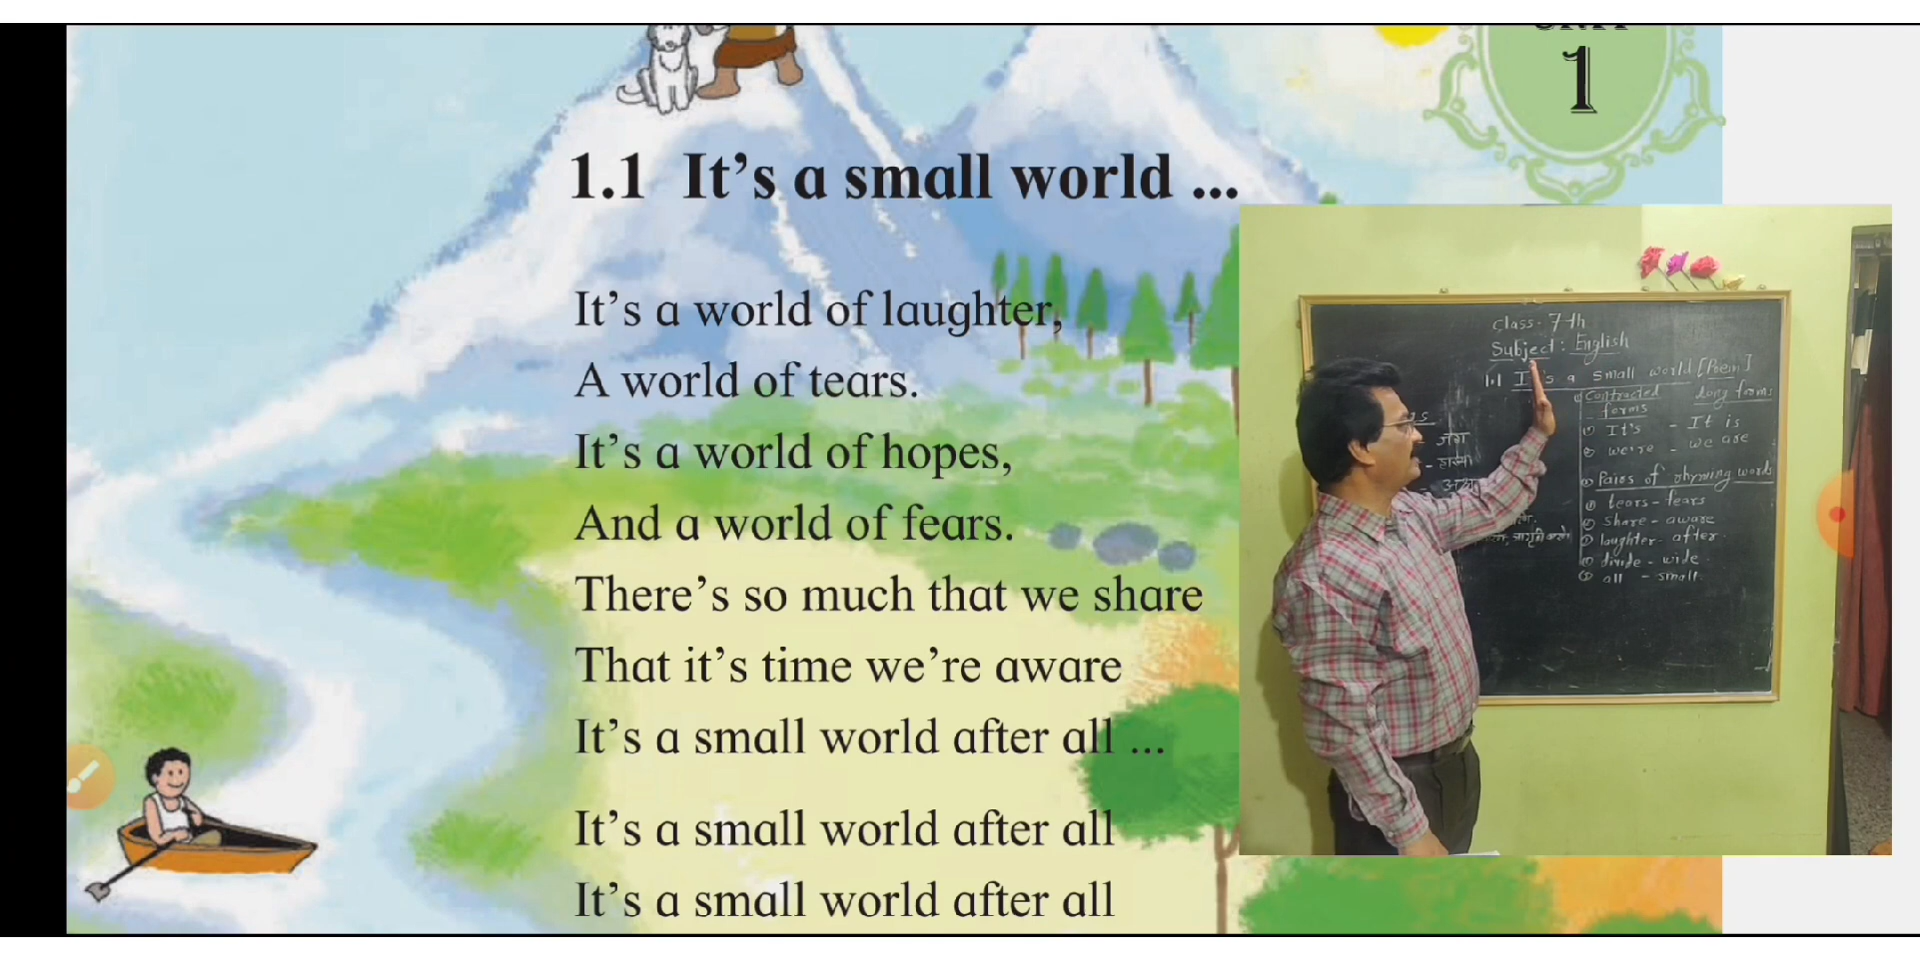 1
1.1 It's a small world ...
It's a world of laughter,
A world of tears.
It's a world of hopes,
And a world of fears.
There's so much that we share
That it's time we're aware
It's a small world after all ...
It's a small world after all
It's a small world after all
Class - 7th
Subject : English
1.1 It's a small world [Poem]
Contracted forms Long forms
It's - It is
we're - we are
Pairs of rhyming words
tears - fears
share - aware
laughter - after
divide - wide
all - small
जग